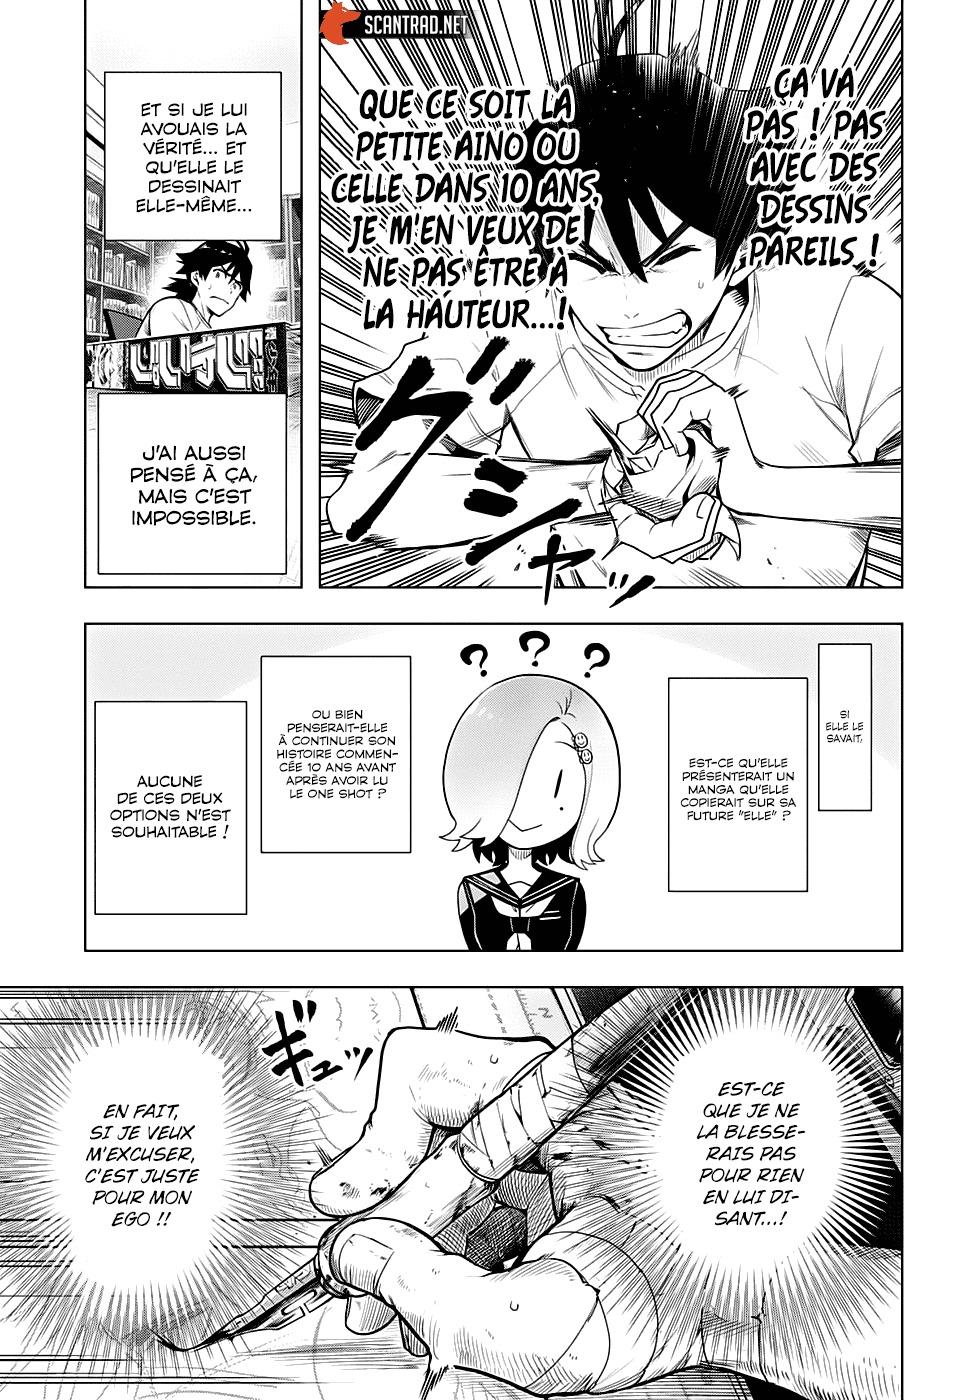 SCANTRAD.NET
ÇA VA
PAS ! PAS
AVEC DES
DESSINS
PAREILS !
QUE CE SOIT LA
PETITE AINO OU
CELLE DANS 10 ANS,
JE M'EN VEUX DE
NE PAS ÊTRE À
LA HAUTEUR...!
グシ
ャッ
ET SI JE LUI
AVOUAIS LA
VÉRITÉ... ET
QU'ELLE LE
DESSINAIT
ELLE-MÊME...
J'AI AUSSI
PENSÉ À ÇA,
MAIS C'EST
IMPOSSIBLE.
SI
ELLE LE
SAVAIT,
EST-CE QU'ELLE
PRÉSENTERAIT UN
MANGA QU'ELLE
COPIERAIT SUR SA
FUTURE "ELLE" ?
? ? ?
OU BIEN
PENSERAIT-ELLE
À CONTINUER SON
HISTOIRE COMMEN-
CÉE 10 ANS AVANT
APRÈS AVOIR LU
LE ONE SHOT ?
AUCUNE
DE CES DEUX
OPTIONS N'EST
SOUHAITABLE !
EST-CE
QUE JE NE
LA BLESSE-
RAIS PAS
POUR RIEN
EN LUI DI-
SANT...!
ギュッ
EN FAIT,
SI JE VEUX
M'EXCUSER,
C'EST JUSTE
POUR MON
EGO !!